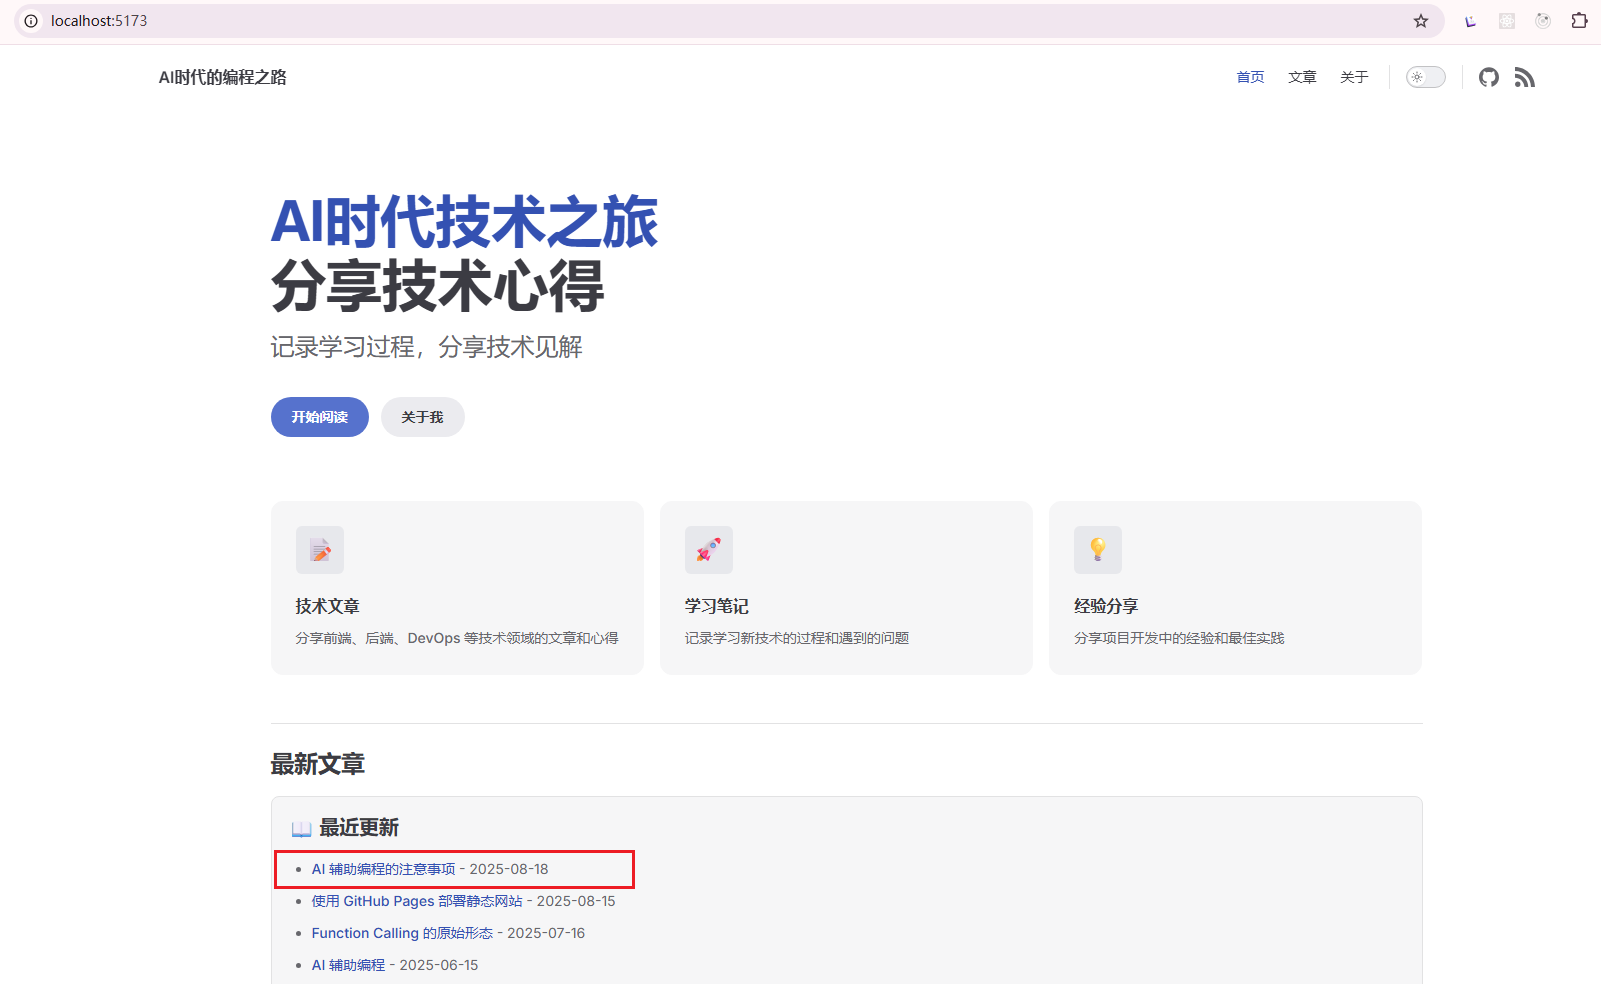 localhost:5173
AI时代的编程之路
首页 文章 关于
AI时代技术之旅
分享技术心得
记录学习过程，分享技术见解
开始阅读 关于我
技术文章
分享前端、后端、DevOps 等技术领域的文章和心得
学习笔记
记录学习新技术的过程和遇到的问题
经验分享
分享项目开发中的经验和最佳实践
最新文章
📖 最近更新
AI 辅助编程的注意事项 - 2025-08-18
使用 GitHub Pages 部署静态网站 - 2025-08-15
Function Calling 的原始形态 - 2025-07-16
AI 辅助编程 - 2025-06-15